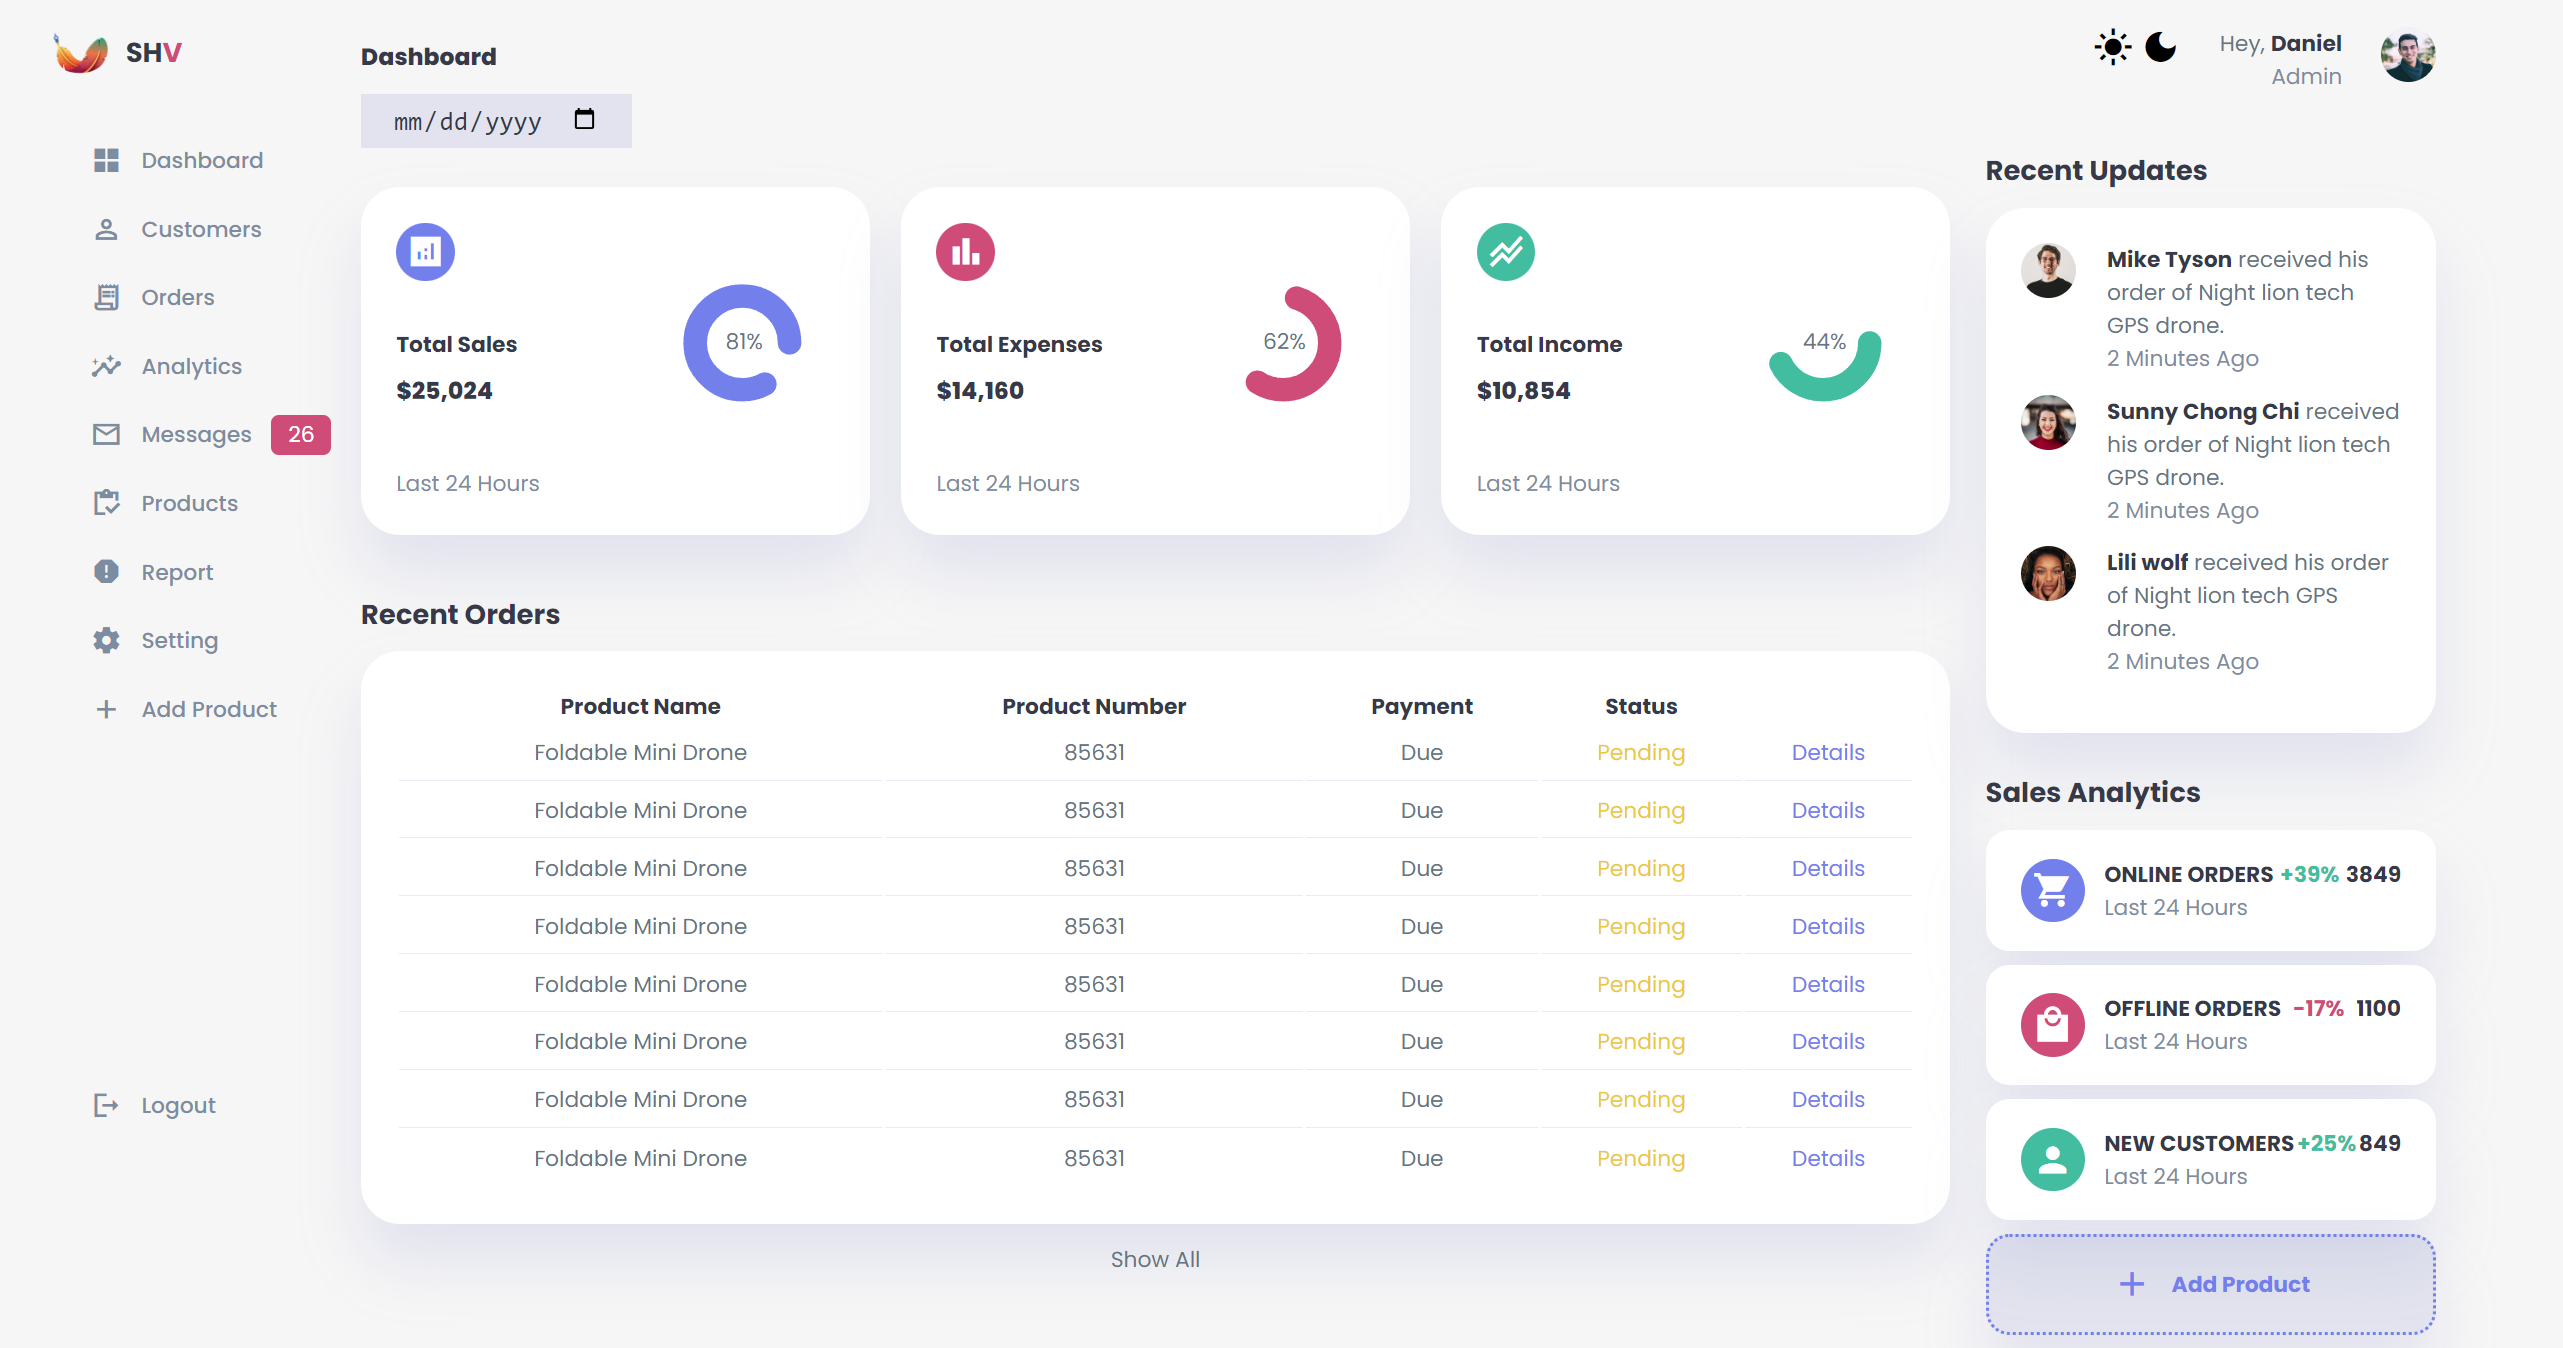 SHV
Dashboard
Customers
Orders
Analytics
Messages 26
Products
Report
Setting
Add Product
Logout
Dashboard
mm/dd/yyyy
Total Sales
$25,024
81%
Last 24 Hours
Total Expenses
$14,160
62%
Last 24 Hours
Total Income
$10,854
44%
Last 24 Hours
Recent Orders
Product Name Product Number Payment Status
Foldable Mini Drone 85631 Due Pending Details
Foldable Mini Drone 85631 Due Pending Details
Foldable Mini Drone 85631 Due Pending Details
Foldable Mini Drone 85631 Due Pending Details
Foldable Mini Drone 85631 Due Pending Details
Foldable Mini Drone 85631 Due Pending Details
Foldable Mini Drone 85631 Due Pending Details
Foldable Mini Drone 85631 Due Pending Details
Show All
Hey, Daniel
Admin
Recent Updates
Mike Tyson received his
order of Night lion tech
GPS drone.
2 Minutes Ago
Sunny Chong Chi received
his order of Night lion tech
GPS drone.
2 Minutes Ago
Lili wolf received his order
of Night lion tech GPS
drone.
2 Minutes Ago
Sales Analytics
ONLINE ORDERS +39% 3849
Last 24 Hours
OFFLINE ORDERS -17% 1100
Last 24 Hours
NEW CUSTOMERS +25% 849
Last 24 Hours
Add Product